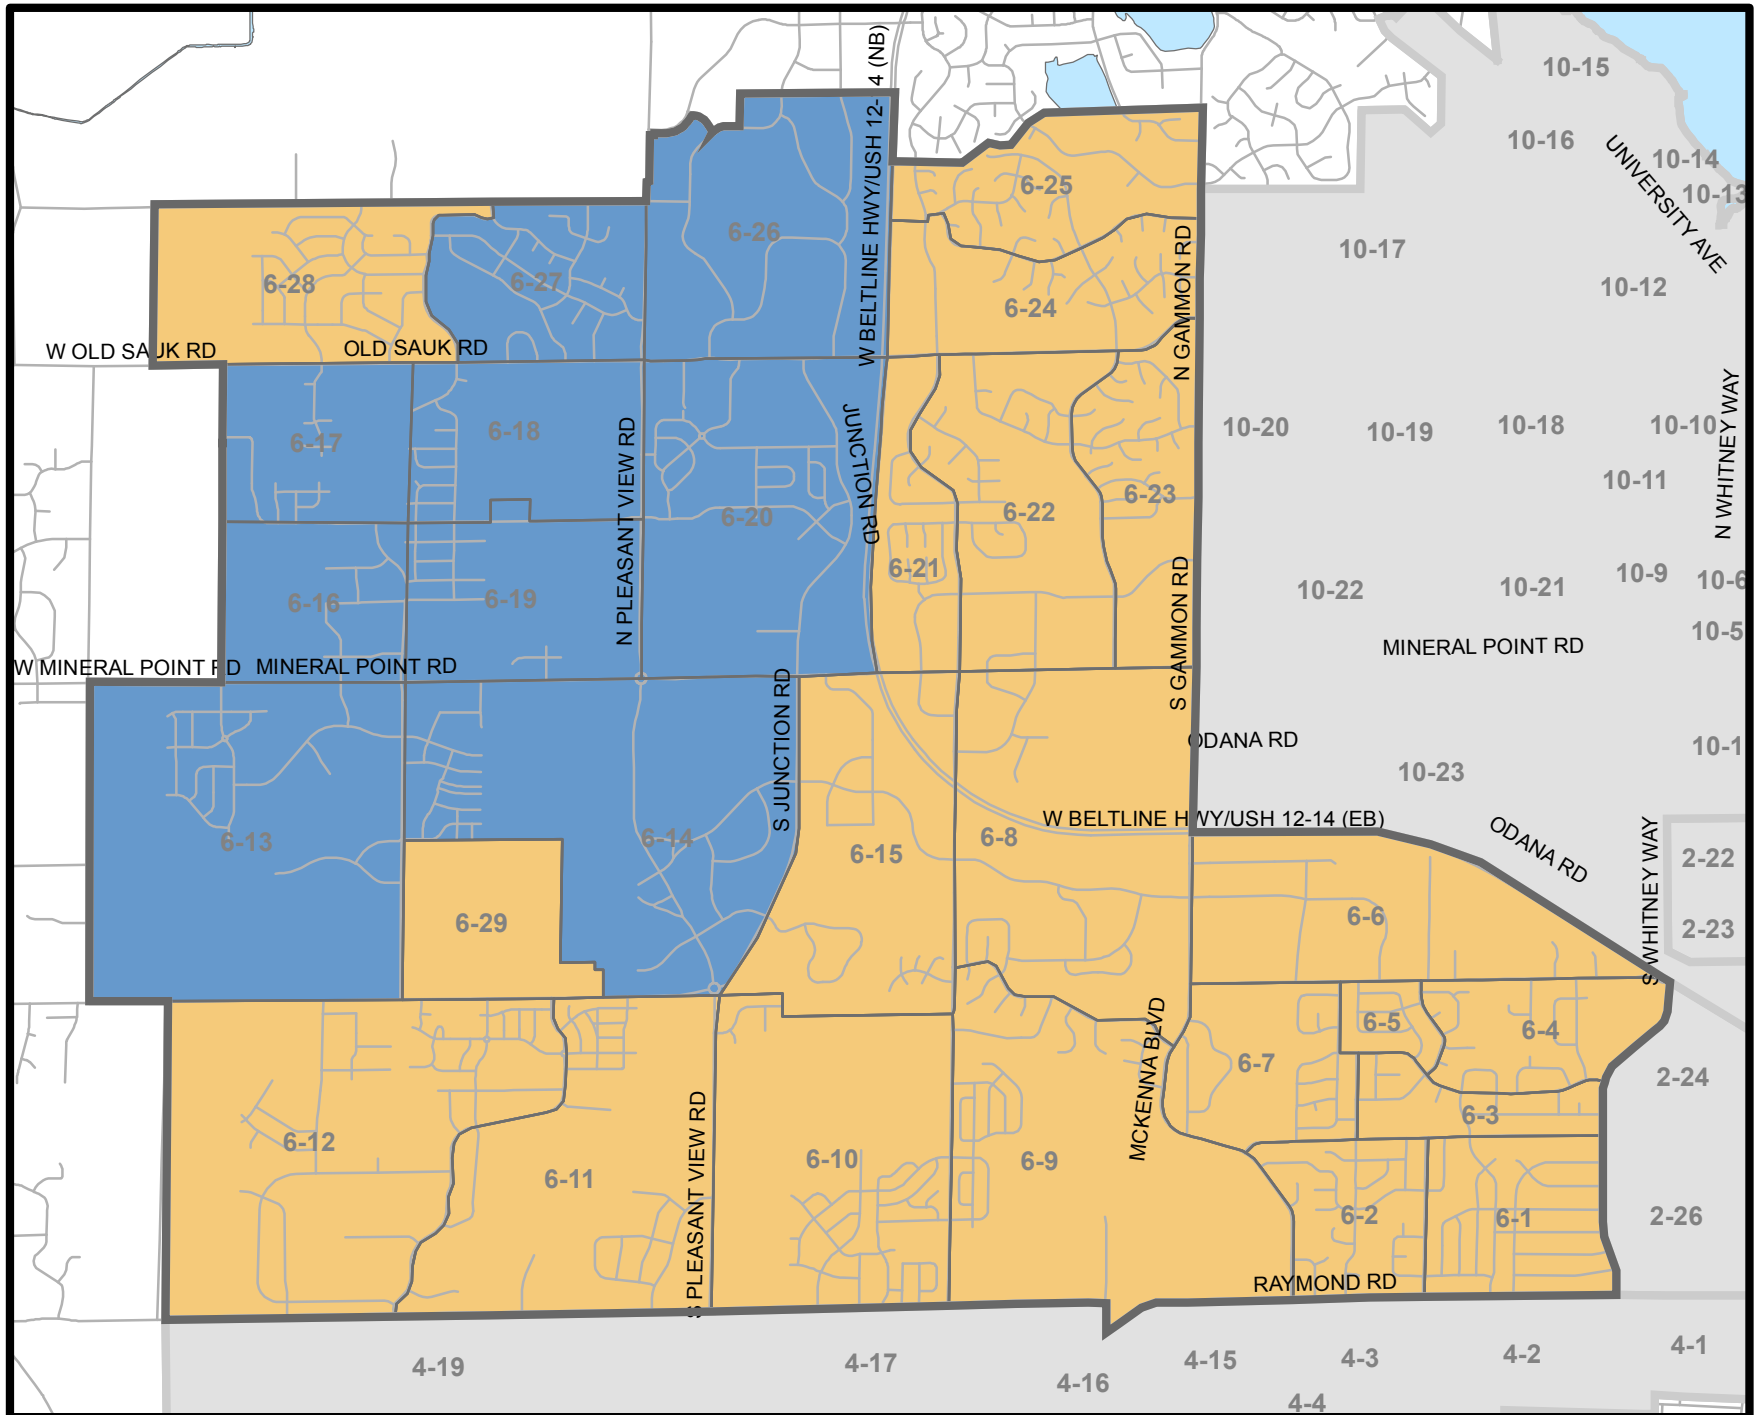 4 (NB)
W BELTLINE HWY/USH 12-
10-15
10-16
UNIVERSITY AVE
10-14
10-13
6-25
6-26
10-17
6-28
6-27
N GAMMON RD
10-12
6-24
W OLD SAUK RD
OLD SAUK RD
N WHITNEY WAY
JUNCTION RD
6-17
6-18
N PLEASANT VIEW RD
10-20
10-19
10-18
10-10
10-11
6-23
6-22
6-20
6-21
S GAMMON RD
10-9
10-6
10-22
10-21
6-16
6-19
10-5
MINERAL POINT RD
W MINERAL POINT RD
MINERAL POINT RD
S JUNCTION RD
ODANA RD
10-1
10-23
W BELTLINE HWY/USH 12-14 (EB)
ODANA RD
S WHITNEY WAY
6-13
6-14
6-15
6-8
2-22
6-29
6-6
2-23
MCKENNA BLVD
6-5
6-4
6-7
2-24
6-3
6-12
S PLEASANT VIEW RD
6-10
6-9
6-11
6-2
6-1
2-26
RAYMOND RD
4-19
4-17
4-16
4-15
4-3
4-2
4-1
4-4